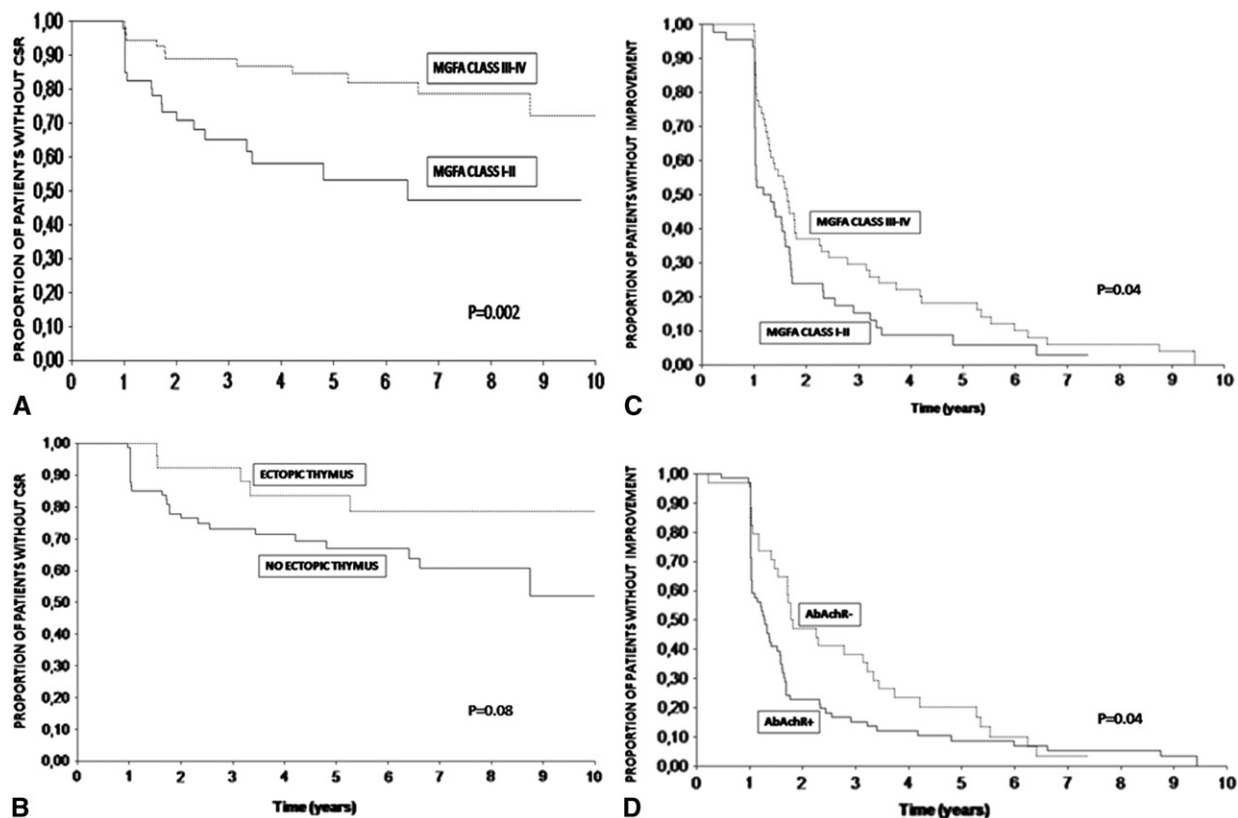 PROPORTION OF PATIENTS WITHOUT CSR
1,00
0,90
0,80
0,70
0,60
0,50
0,40
0,30
0,20
0,10
0,00
MGFA CLASS III-IV
MGFA CLASS I-II
P=0.002
0 1 2 3 4 5 6 7 8 9 10
A
PROPORTION OF PATIENTS WITHOUT CSR
1,00
0,90
0,80
0,70
0,60
0,50
0,40
0,30
0,20
0,10
0,00
ECTOPIC THYMUS
NO ECTOPIC THYMUS
P=0.08
0 1 2 3 4 5 6 7 8 9 10
Time (years)
B
PROPORTION OF PATIENTS WITHOUT IMPROVEMENT
1,00
0,90
0,80
0,70
0,60
0,50
0,40
0,30
0,20
0,10
0,00
MGFA CLASS III-IV
P=0.04
MGFA CLASS I-II
0 1 2 3 4 5 6 7 8 9 10
Time (years)
C
PROPORTION OF PATIENTS WITHOUT IMPROVEMENT
1,00
0,90
0,80
0,70
0,60
0,50
0,40
0,30
0,20
0,10
0,00
AbAchR-
AbAchR+
P=0.04
0 1 2 3 4 5 6 7 8 9 10
Time (years)
D